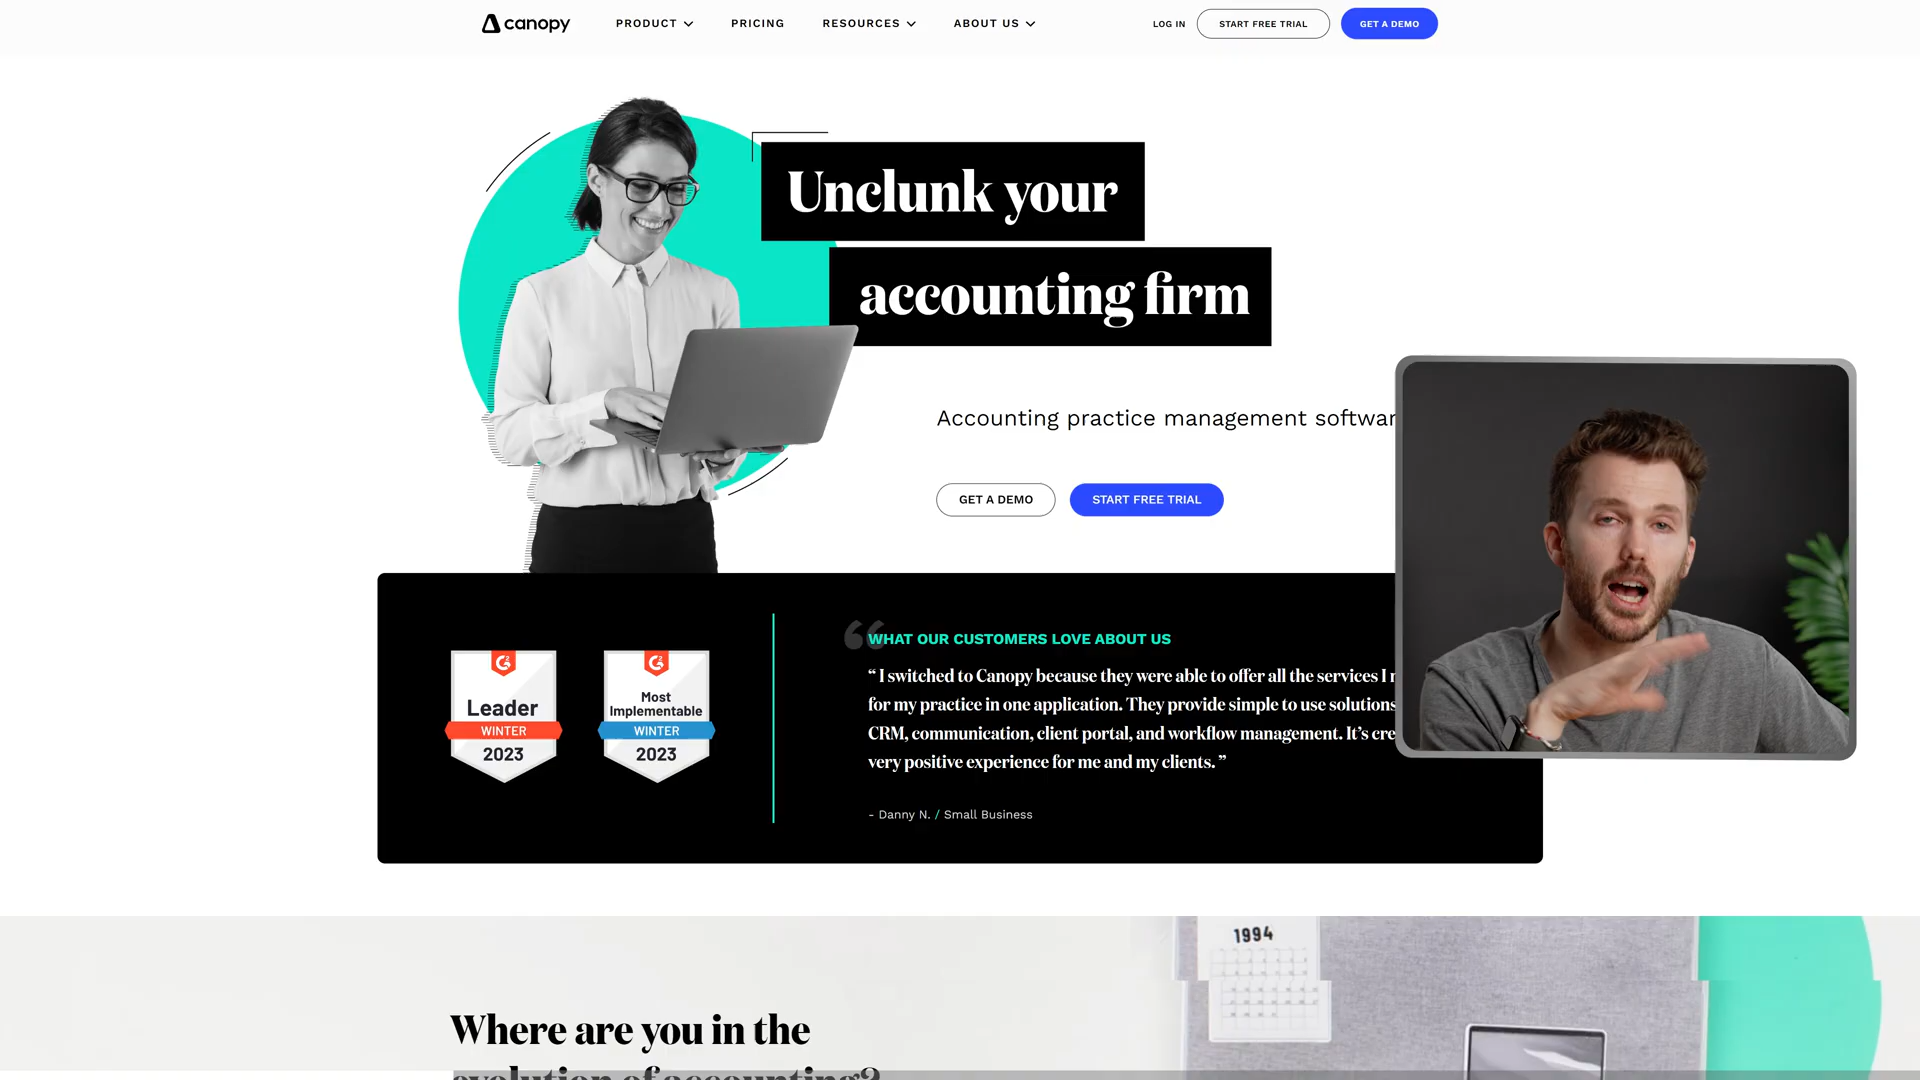 canopy
PRODUCT
PRICING
RESOURCES
ABOUT US
LOG IN
START FREE TRIAL
GET A DEMO
Unclunk your
accounting firm
Accounting practice management softwar
GET A DEMO
START FREE TRIAL
Leader
WINTER
2023
Most
Implementable
WINTER
2023
WHAT OUR CUSTOMERS LOVE ABOUT US
“ I switched to Canopy because they were able to offer all the services I
for my practice in one application. They provide simple to use solutions
CRM, communication, client portal, and workflow management. It’s cre
very positive experience for me and my clients. ”
- Danny N. / Small Business
1994
Where are you in the
evolution of accounting?